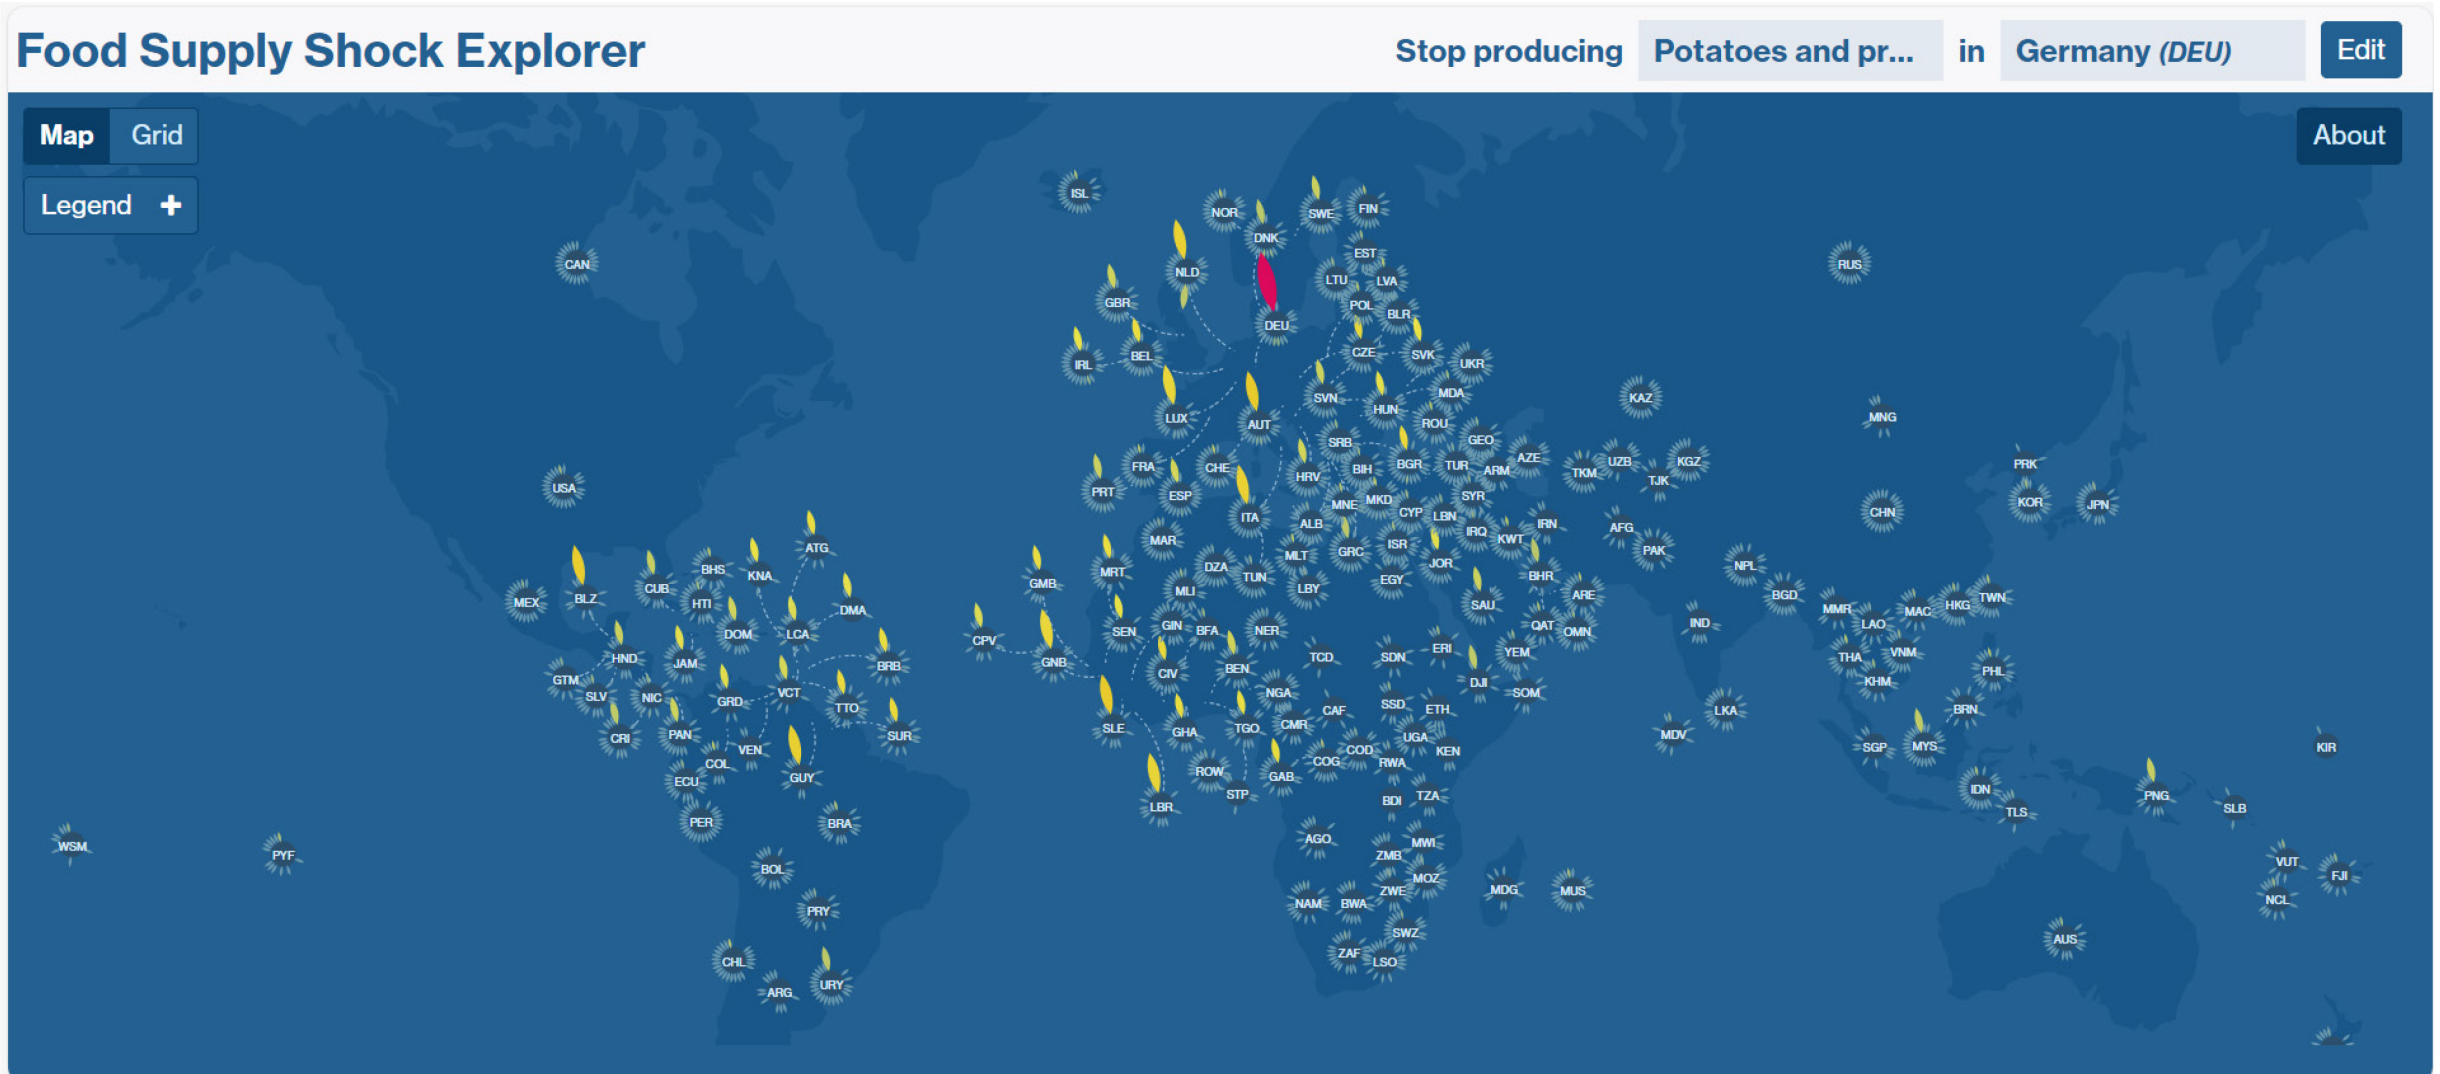 Food Supply Shock Explorer
Stop producing Potatoes and pr... in Germany (DEU) Edit
Map Grid
About
Legend +
ISL
NOR
SWE
FIN
DNK
CAN
EST
RUS
NLD
LTU
LVA
GBR
POL
BLR
DEU
IRL
BEL
CZE
SVK
UKR
SVN
MDA
KAZ
LUX
AUT
HUN
MNG
ROU
SRB
GEO
FRA
CHE
BIH
BGR
TUR
ARM
AZE
TKM
UZB
KGZ
PRK
HRV
TJK
USA
PRT
ESP
MNE
MKD
SYR
KOR
JPN
ITA
ALB
CYP
LBN
IRQ
IRN
AFG
CHN
MAR
MLT
GRC
ISR
KWT
PAK
ATG
BHS
KNA
GMB
MRT
DZA
TUN
EGY
JOR
BHR
NPL
MEX
BLZ
CUB
HTI
DMA
MLI
LBY
SAU
ARE
BGD
MMR
MAC
HKG
TWN
DOM
LCA
CPV
SEN
GIN
BFA
NER
QAT
OMN
IND
LAO
HND
JAM
BRB
GNB
CIV
BEN
TCD
SDN
ERI
YEM
THA
VNM
GTM
SLV
NIC
GRD
VCT
TTO
NGA
DJI
SOM
KHM
PHL
CRI
PAN
VEN
SUR
SLE
GHA
TGO
CMR
CAF
SSD
ETH
LKA
BRN
COL
ECU
GUY
ROW
GAB
COG
COD
UGA
KEN
RWA
MDV
SGP
MYS
KIR
STP
LBR
BDI
TZA
IDN
TLS
PNG
SLB
PER
BRA
WSM
PYF
AGO
ZMB
MWI
BOL
MOZ
VUT
FJI
PRY
NAM
BWA
ZWE
MDG
MUS
NCL
SWZ
AUS
CHL
ARG
URY
ZAF
LSO